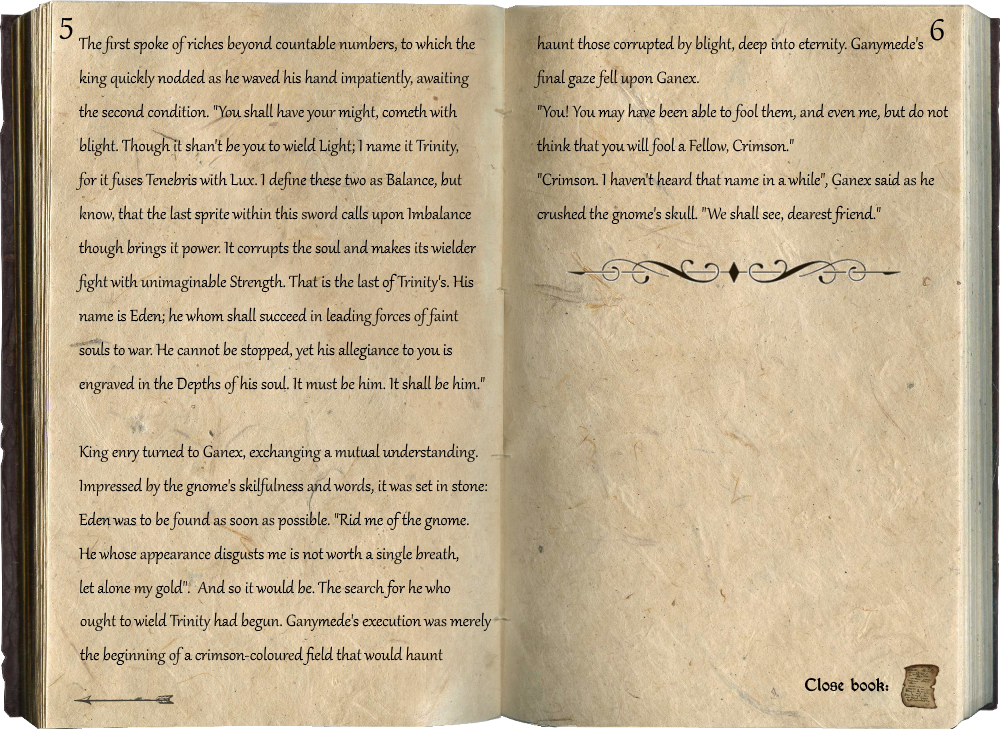 5
The first spoke of riches beyond countable numbers, to which the
king quickly nodded as he waved his hand impatiently, awaiting
the second condition. "You shall have your might, cometh with
blight. Though it shan't be you to wield Light; I name it Trinity,
for it fuses Tenebris with Lux. I define these two as Balance, but
know, that the last sprite within this sword calls upon Imbalance
though brings it power. It corrupts the soul and makes its wielder
fight with unimaginable Strength. That is the last of Trinity's. His
name is Eden; he whom shall succeed in leading forces of faint
souls to war. He cannot be stopped, yet his allegiance to you is
engraved in the Depths of his soul. It must be him. It shall be him."
King enry turned to Ganex, exchanging a mutual understanding.
Impressed by the gnome's skilfulness and words, it was set in stone:
Eden was to be found as soon as possible. "Rid me of the gnome.
He whose appearance disgusts me is not worth a single breath,
let alone my gold". And so it would be. The search for he who
ought to wield Trinity had begun. Ganymede's execution was merely
the beginning of a crimson-coloured field that would haunt
6
haunt those corrupted by blight, deep into eternity. Ganymede's
final gaze fell upon Ganex.
"You! You may have been able to fool them, and even me, but do not
think that you will fool a Fellow, Crimson."
"Crimson. I haven't heard that name in a while", Ganex said as he
crushed the gnome's skull. "We shall see, dearest friend."
Close book: